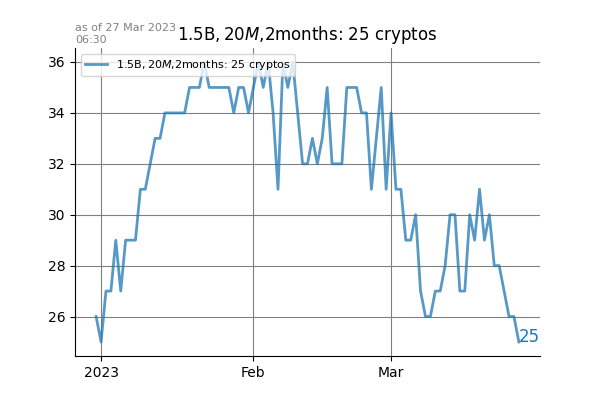 as of 27 Mar 2023
06:30
1.5B, 20M,2months: 25 cryptos
1.5B, 20M,2months: 25 cryptos
36
34
32
30
28
26
25
2023
Feb
Mar